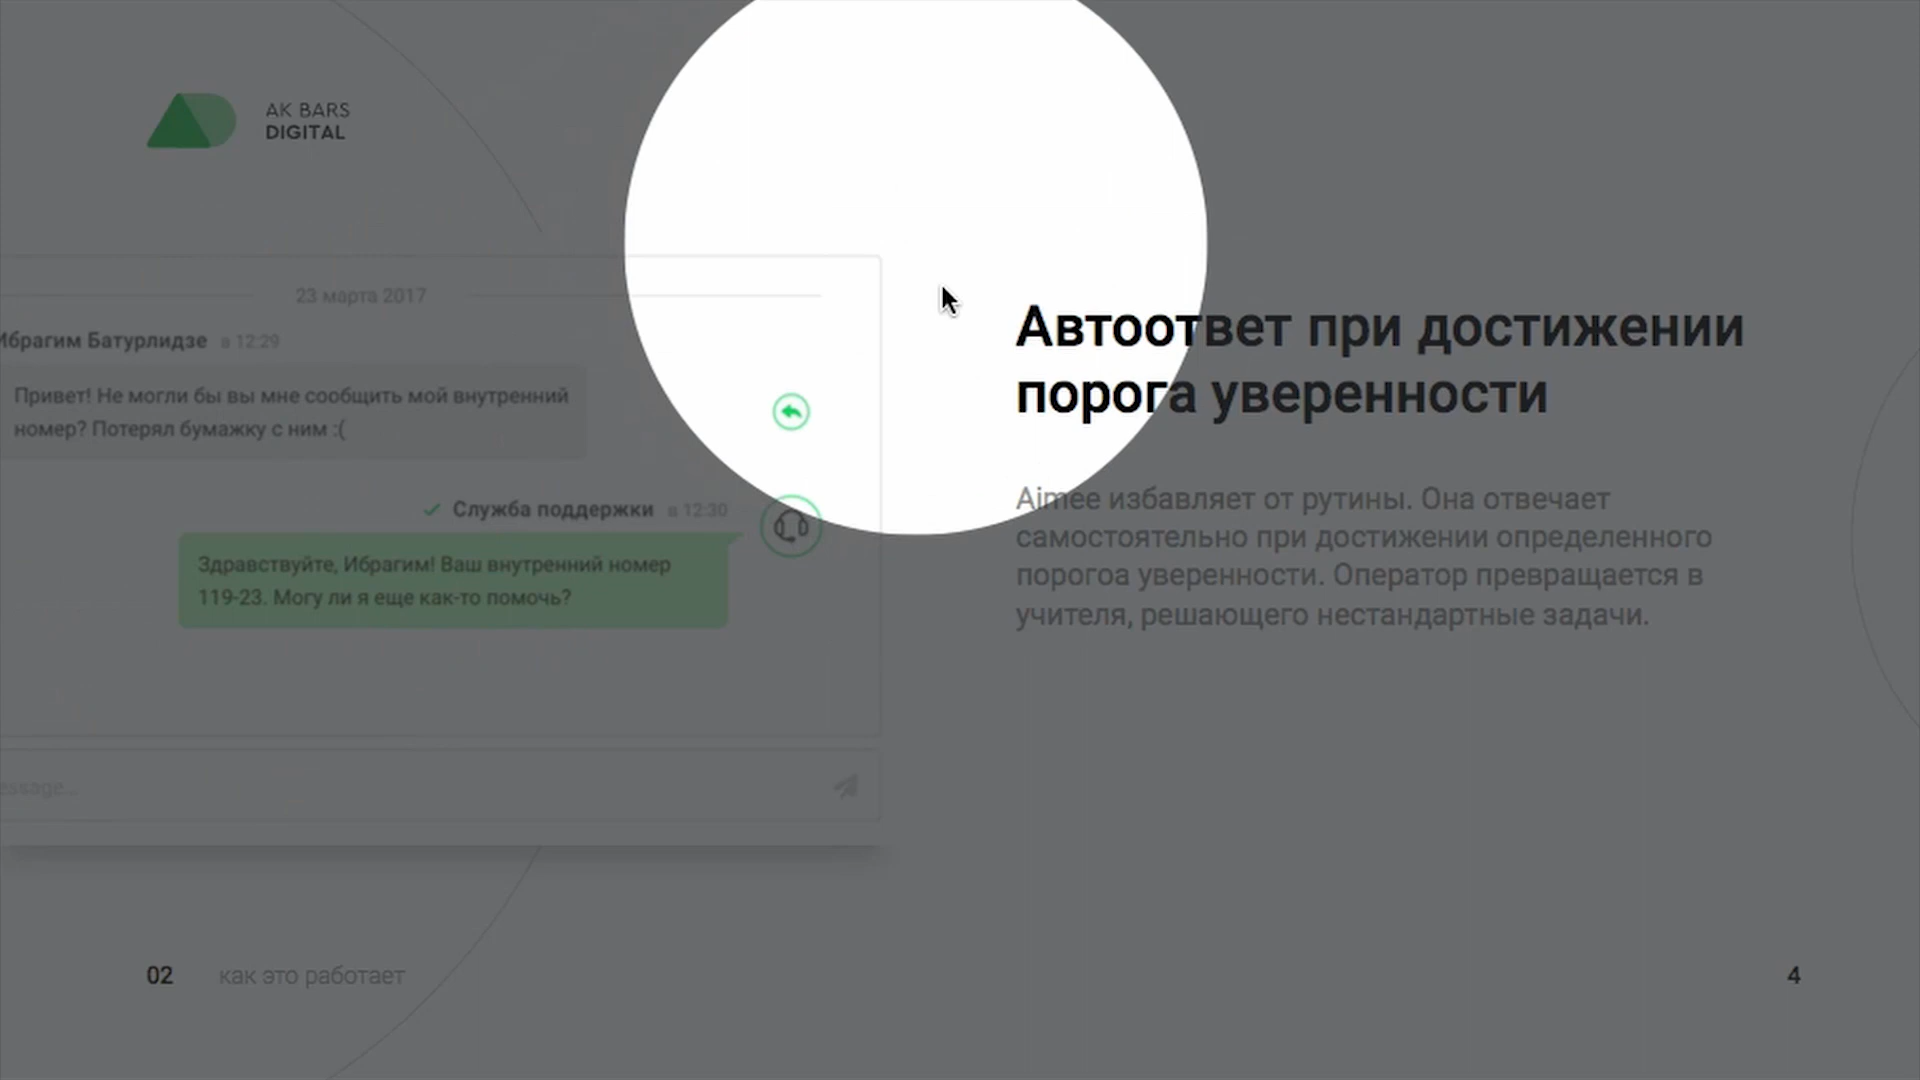 AK BARS
DIGITAL
23 марта 2017
Ибрагим Батурлидзе в 12:29
Привет! Не могли бы вы мне сообщить мой внутренний
номер? Потерял бумажку с ним :(
Служба поддержки в 12:30
Здравствуйте, Ибрагим! Ваш внутренний номер
119-23. Могу ли я еще как-то помочь?
essage...
Автоответ при достижении
порога уверенности
Aimee избавляет от рутины. Она отвечает
самостоятельно при достижении определенного
порогоа уверенности. Оператор превращается в
учителя, решающего нестандартные задачи.
02 как это работает
4